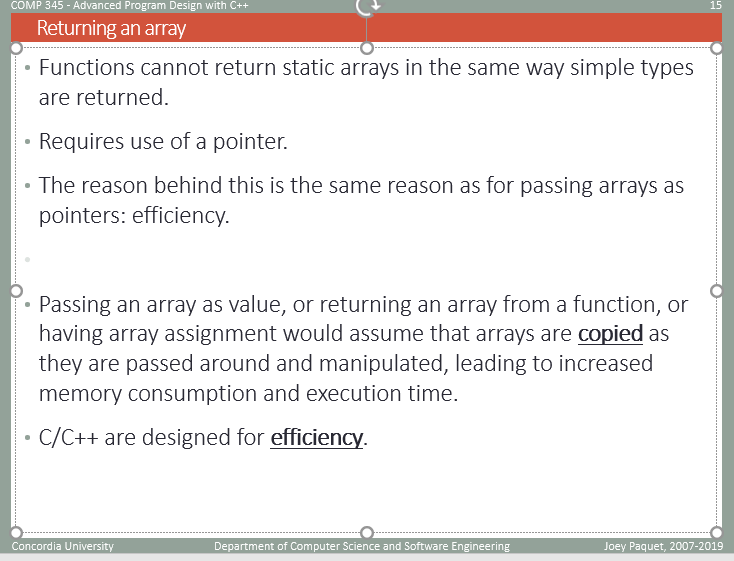 COMP 345 - Advanced Program Design with C++ 15
Returning an array
• Functions cannot return static arrays in the same way simple types
are returned.
• Requires use of a pointer.
• The reason behind this is the same reason as for passing arrays as
pointers: efficiency.
•
• Passing an array as value, or returning an array from a function, or
having array assignment would assume that arrays are copied as
they are passed around and manipulated, leading to increased
memory consumption and execution time.
• C/C++ are designed for efficiency.
Concordia University Department of Computer Science and Software Engineering Joey Paquet, 2007-2019